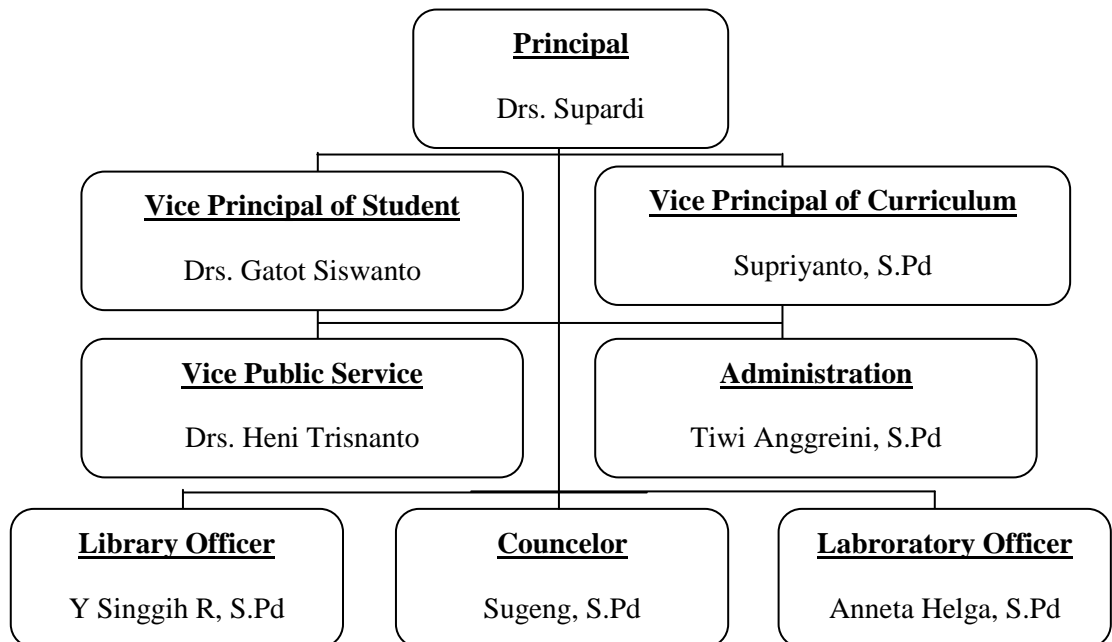 Principal
Drs. Supardi
Vice Principal of Student
Drs. Gatot Siswanto
Vice Principal of Curriculum
Supriyanto, S.Pd
Vice Public Service
Drs. Heni Trisnanto
Administration
Tiwi Anggreini, S.Pd
Library Officer
Y Singgih R, S.Pd
Councelor
Sugeng, S.Pd
Labroratory Officer
Anneta Helga, S.Pd